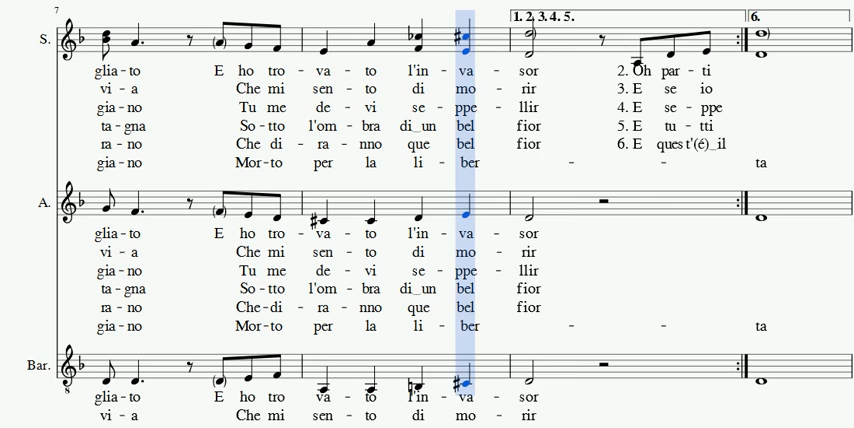 7 1. 2. 3. 4. 5. 6.
S.
glia - to E ho tro - va - to l'in - va - sor 2. Oh par - ti
vi - a Che mi sen - to di mo - rir 3. E se io
gia - no Tu me de - vi se - ppe - llir 4. E se - ppe
ta - gna So - tto l'om - bra di_un bel fior 5. E tu - tti
ra - no Che di - ra - nno que bel fior 6. E quest'(é)_il
gia - no Mor - to per la li - ber - - - ta
A.
glia - to E ho tro - va - to l'in - va - sor
vi - a Che mi sen - to di mo - rir
gia - no Tu me de - vi se - ppe - llir
ta - gna So - tto l'om - bra di_un bel fior
ra - no Che - di - ra - nno que bel fior
gia - no Mor - to per la li - ber - - ta
Bar.
8
glia - to E ho tro - va - to l'in - va - sor
vi - a Che mi sen - to di mo - rir